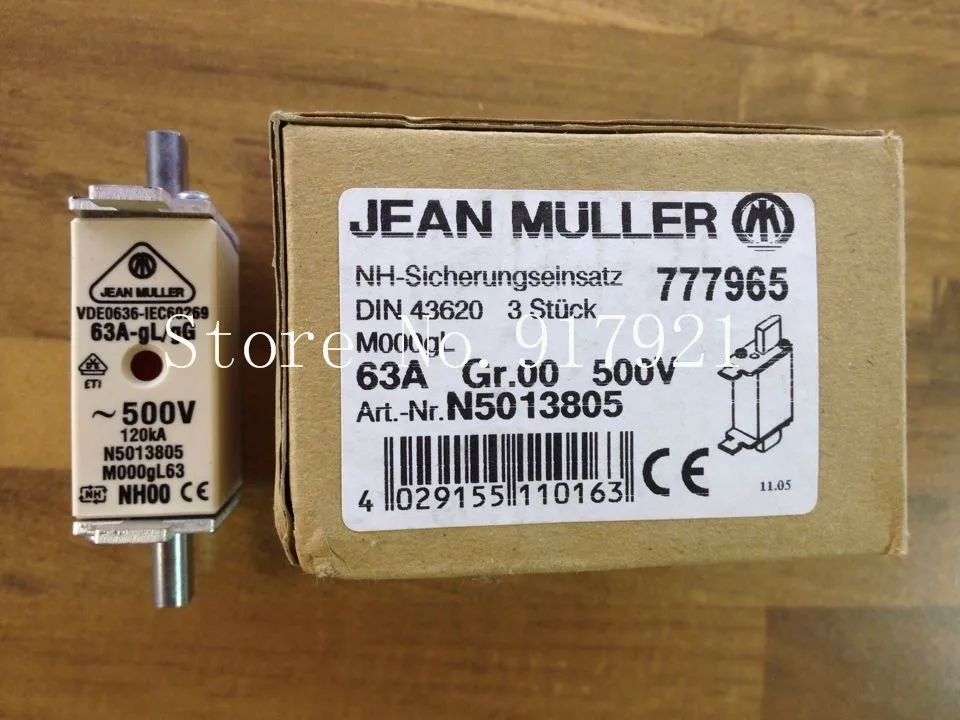 JEAN MÜLLER
NH-Sicherungseinsatz 777965
DIN 43620 3 Stück
M000gL
63A Gr.00 500V
Art.-Nr. N5013805
4 029155 110163
CE
11.05
JEAN MULLER
VDE0636-IEC60269
63A-gL/gG
ETI
~500V
120kA
N5013805
M000gL63
NH NH00 CE
Store No. 917921